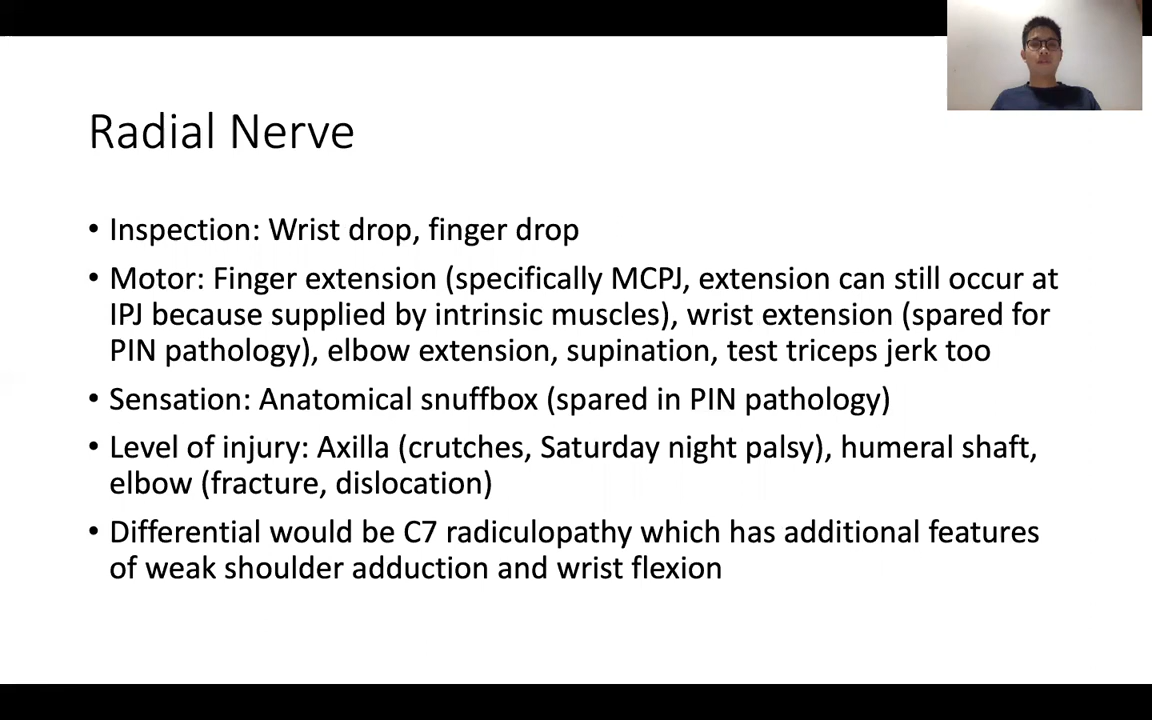 Radial Nerve
• Inspection: Wrist drop, finger drop
• Motor: Finger extension (specifically MCPJ, extension can still occur at
IPJ because supplied by intrinsic muscles), wrist extension (spared for
PIN pathology), elbow extension, supination, test triceps jerk too
• Sensation: Anatomical snuffbox (spared in PIN pathology)
• Level of injury: Axilla (crutches, Saturday night palsy), humeral shaft,
elbow (fracture, dislocation)
• Differential would be C7 radiculopathy which has additional features
of weak shoulder adduction and wrist flexion